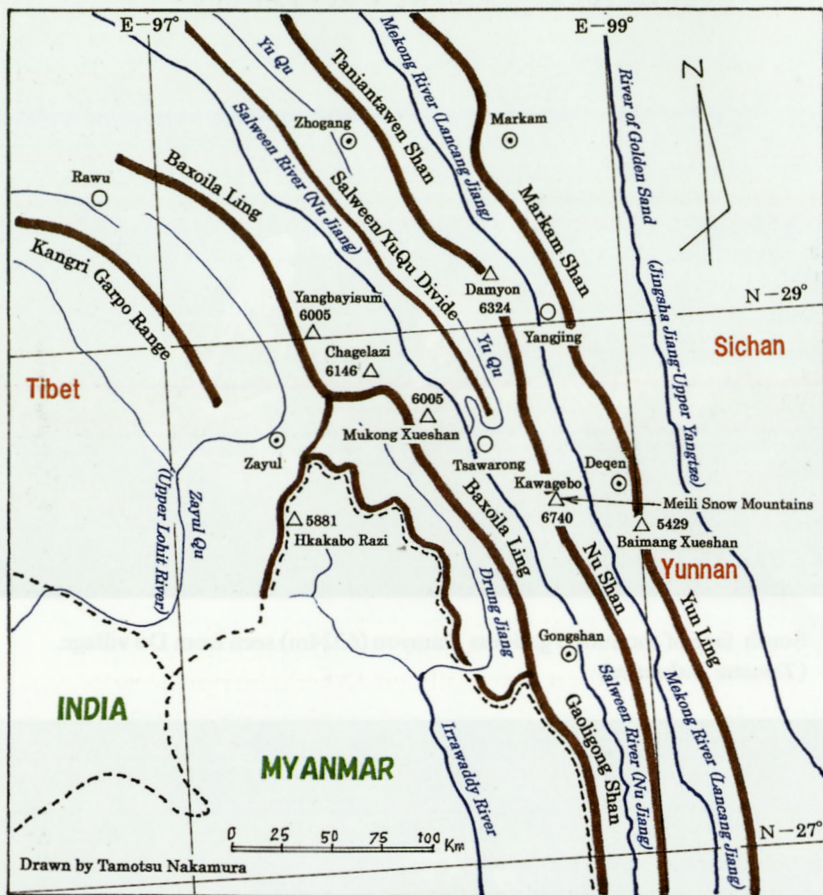 E-97°
E-99°
Yu Qu
Taniantawen Shan
Mekong River (Lancang Jiang)
River of Golden Sand
(Jingsha Jiang-Upper Yangtze)
N
Zhogang
Markam
Salween River (Nu Jiang)
Salween/YuQu Divide
Markam Shan
Rawu
Baxoila Ling
Kangri Garpo Range
Damyon
6324
N-29°
Yangbayisum
6005
Yangjing
Chagelazi
6146
Yu Qu
Sichan
Tibet
6005
Mukong Xueshan
Zayul
Tsawarong
Deqen
Kawagebo
6740
Meili Snow Mountains
5429
Baimang Xueshan
(Upper Lohit River)
Zayul Qu
5881
Hkakabo Razi
Baxoila Ling
Nu Shan
Yunnan
Yun Ling
Drung Jiang
Gongshan
INDIA
MYANMAR
Irrawaddy River
Gaoligong Shan
Salween River (Nu Jiang)
Mekong River (Lancang Jiang)
0 25 50 75 100 Km
N-27°
Drawn by Tamotsu Nakamura